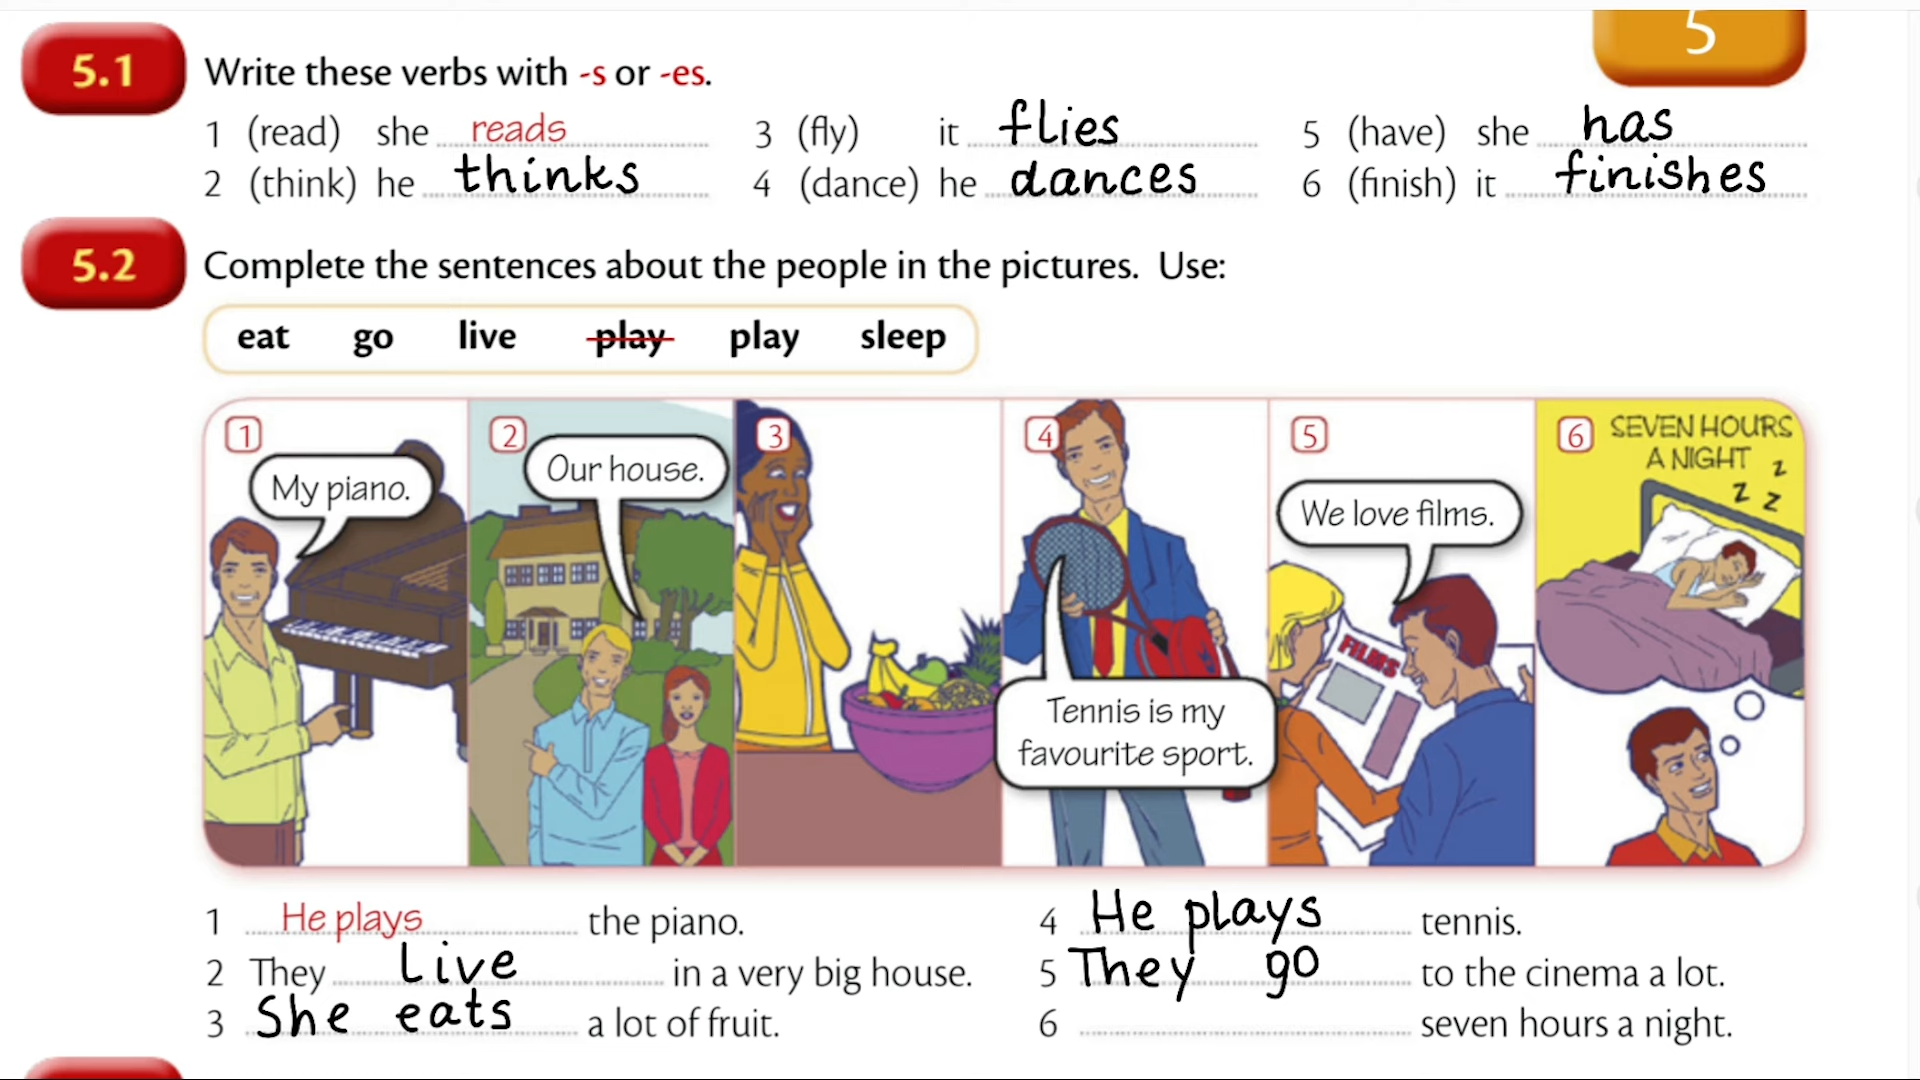 5
5.1 Write these verbs with -s or -es.
1 (read) she reads 3 (fly) it flies 5 (have) she has
2 (think) he thinks 4 (dance) he dances 6 (finish) it finishes
5.2 Complete the sentences about the people in the pictures. Use:
eat go live play play sleep
1 My piano.
2 Our house.
3
4 Tennis is my
favourite sport.
5 We love films.
FILMS
6 SEVEN HOURS
A NIGHT
z z z
1 He plays the piano.
2 They live in a very big house.
3 She eats a lot of fruit.
4 He plays tennis.
5 They go to the cinema a lot.
6 seven hours a night.